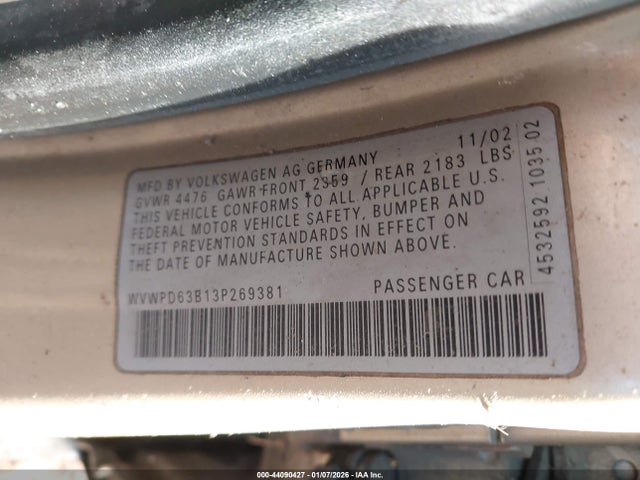 11/02
MFD BY VOLKSWAGEN AG GERMANY
GVWR 4476 GAWR FRONT 2359 / REAR 2183 LBS
THIS VEHICLE CONFORMS TO ALL APPLICABLE U.S.
FEDERAL MOTOR VEHICLE SAFETY, BUMPER AND
THEFT PREVENTION STANDARDS IN EFFECT ON
THE DATE OF MANUFACTURE SHOWN ABOVE.
WVWPD63B13P269381 PASSENGER CAR
4532592 1035 02
000-44090427 - 01/07/2026 - IAA Inc.